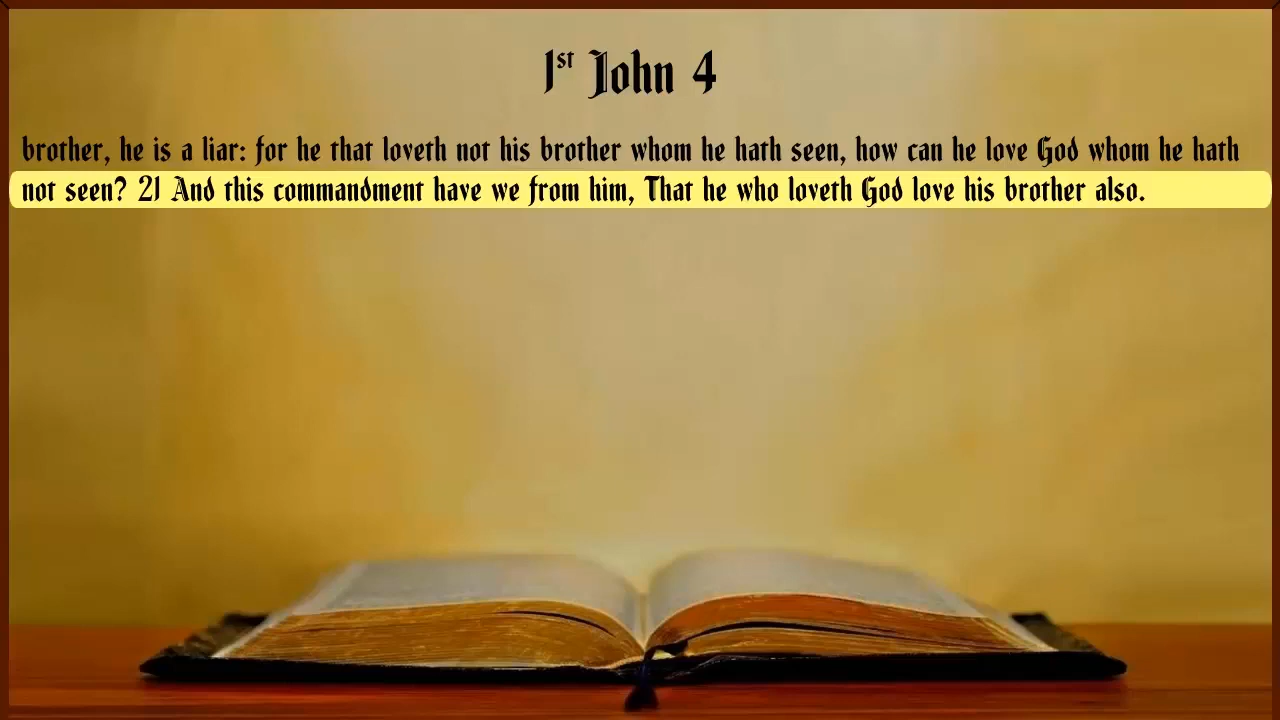 1st John 4
brother, he is a liar: for he that loveth not his brother whom he hath seen, how can he love God whom he hath
not seen? 21 And this commandment have we from him, That he who loveth God love his brother also.